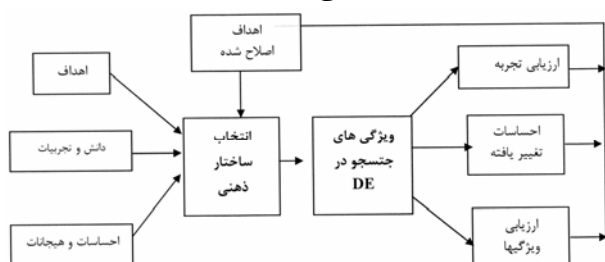 اهداف
اصلاح شده
اهداف
دانش و تجربیات
احساسات و هیجانات
انتخاب
ساختار
ذهنی
ویژگی های
جتسجو در
DE
ارزیابی تجربه
احساسات
تغییر یافته
ارزیابی
ویژگیها